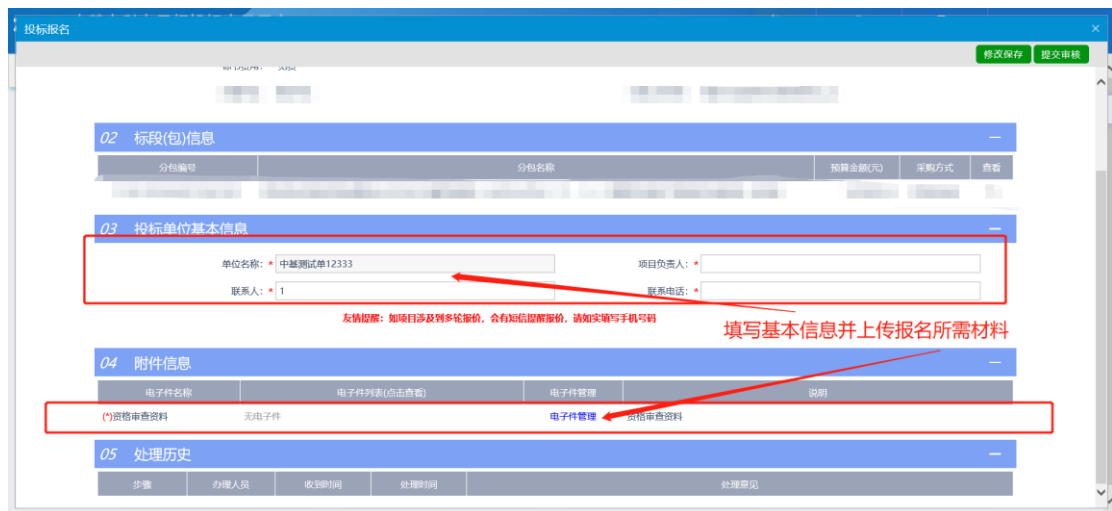 投标报名
×
修改保存 提交审核
02 标段(包)信息
分包编号 分包名称 预算金额(元) 采购方式 查看
03 投标单位基本信息
单位名称: * 中基测试单12333 项目负责人: *
联系人: * 1 联系电话: *
友情提醒：如项目涉及到多轮报价，会有短信提醒报价，请如实填写手机号码
填写基本信息并上传报名所需材料
04 附件信息
电子件名称 电子件列表(点击查看) 电子件管理 说明
(*)资格审查资料 无电子件 电子件管理 资格审查资料
05 处理历史
步骤 办理人员 收到时间 处理时间 处理意见